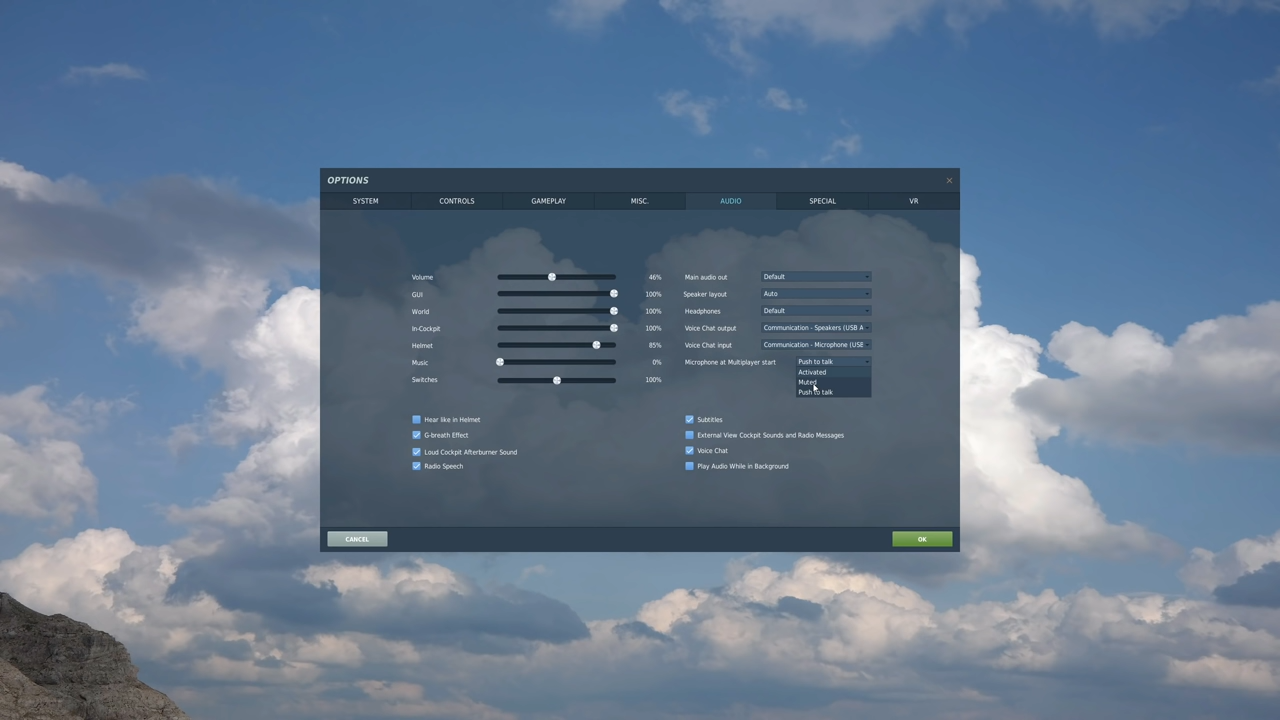 OPTIONS
×
SYSTEM CONTROLS GAMEPLAY MISC. AUDIO SPECIAL VR
Volume 46%
GUI 100%
World 100%
In-Cockpit 100%
Helmet 85%
Music 0%
Switches 100%
Main audio out Default
Speaker layout Auto
Headphones Default
Voice Chat output Communication - Speakers (USB A
Voice Chat input Communication - Microphone (USB
Microphone at Multiplayer start Push to talk
Activated
Muted
Push to talk
Hear like in Helmet
G-breath Effect
Loud Cockpit Afterburner Sound
Radio Speech
Subtitles
External View Cockpit Sounds and Radio Messages
Voice Chat
Play Audio While in Background
CANCEL OK